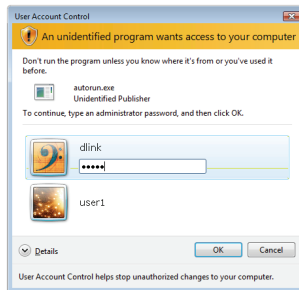 User Account Control
An unidentified program wants access to your computer
Don't run the program unless you know where it's from or you've used it
before.
autorun.exe
Unidentified Publisher
To continue, type an administrator password, and then click OK.
dlink
•••••
user1
Details
OK
Cancel
User Account Control helps stop unauthorized changes to your computer.